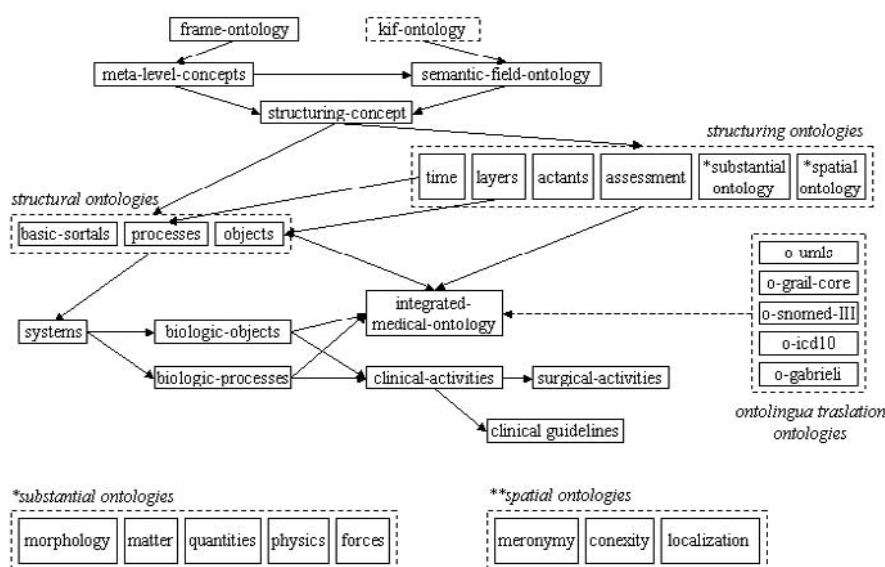 frame-ontology
kif-ontology
meta-level-concepts
semantic-field-ontology
structuring-concept
structuring ontologies
time
layers
actants
assessment
*substantial
ontology
*spatial
ontology
structural ontologies
basic-sortals
processes
objects
o umls
o-grail-core
o-snomed-III
o-icd10
o-gabrieli
ontolingua traslation
ontologies
integrated-
medical-ontology
systems
biologic-objects
biologic-processes
clinical-activities
surgical-activities
clinical guidelines
*substantial ontologies
morphology
matter
quantities
physics
forces
**spatial ontologies
meronymy
conexity
localization